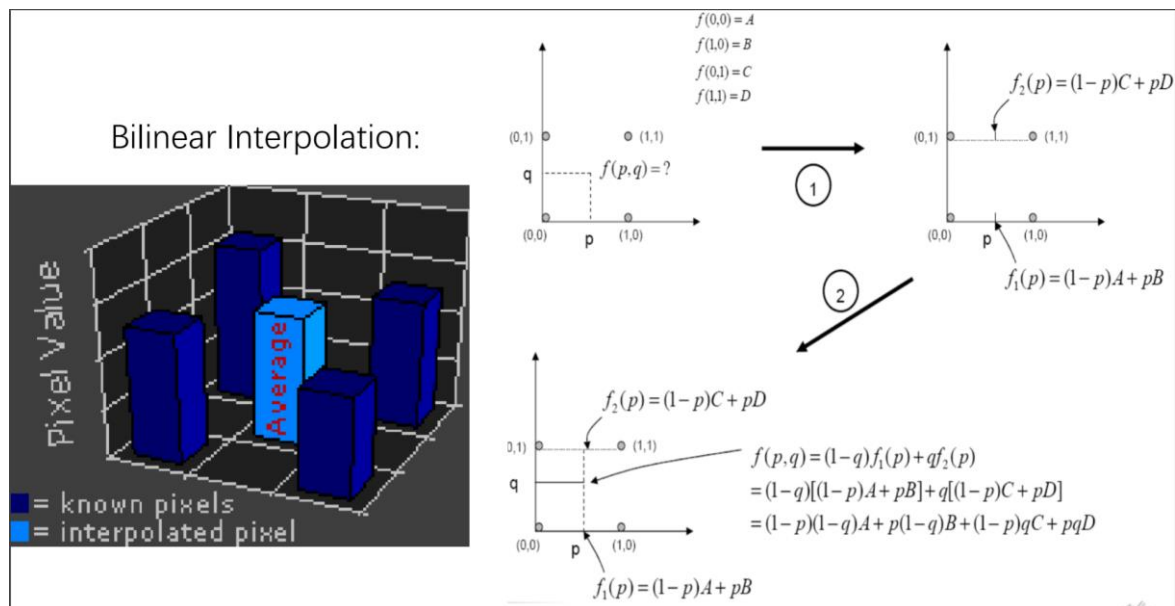 Bilinear Interpolation:
Pixel Value
Average
= known pixels
= interpolated pixel
f(0,0) = A
f(1,0) = B
f(0,1) = C
f(1,1) = D
(0,1)
(1,1)
q
f(p,q) = ?
(0,0)
p
(1,0)
1
f₂(p) = (1−p)C + pD
(0,1)
(1,1)
(0,0)
p
(1,0)
f₁(p) = (1−p)A + pB
2
f₂(p) = (1−p)C + pD
0,1)
(1,1)
q
(0,0)
p
(1,0)
f₁(p) = (1−p)A + pB
f(p,q) = (1−q)f₁(p) + qf₂(p)
= (1−q)[(1−p)A + pB] + q[(1−p)C + pD]
= (1−p)(1−q)A + p(1−q)B + (1−p)qC + pqD